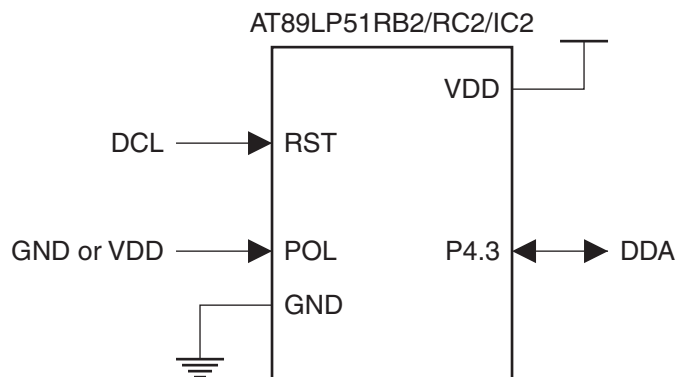 AT89LP51RB2/RC2/IC2
VDD
DCL
RST
GND or VDD
POL
P4.3
DDA
GND